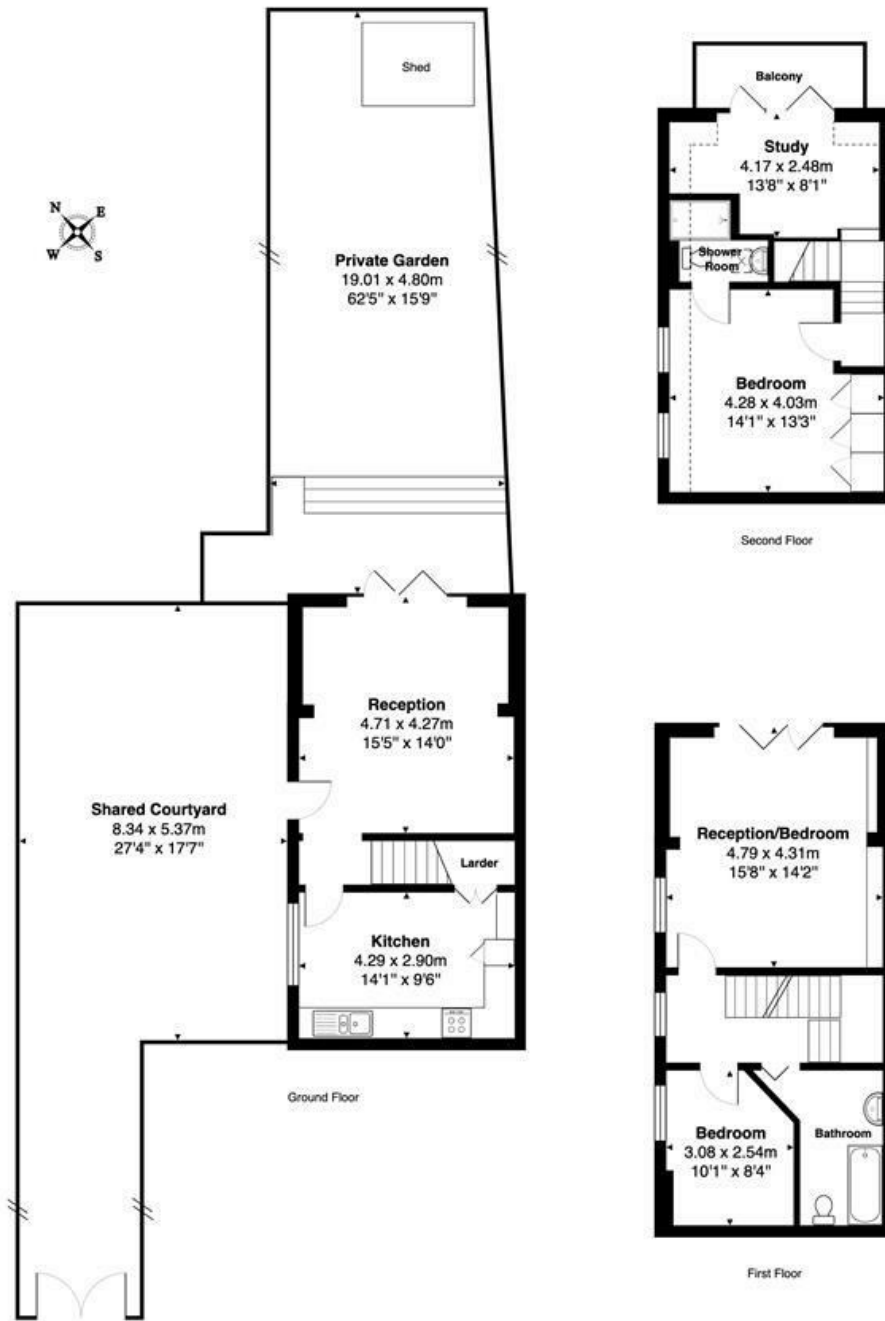 Shed
N
E
W
S
Private Garden
19.01 x 4.80m
62'5" x 15'9"
Reception
4.71 x 4.27m
15'5" x 14'0"
Shared Courtyard
8.34 x 5.37m
27'4" x 17'7"
Larder
Kitchen
4.29 x 2.90m
14'1" x 9'6"
Ground Floor
Balcony
Study
4.17 x 2.48m
13'8" x 8'1"
Shower
Room
Bedroom
4.28 x 4.03m
14'1" x 13'3"
Second Floor
Reception/Bedroom
4.79 x 4.31m
15'8" x 14'2"
Bedroom
3.08 x 2.54m
10'1" x 8'4"
Bathroom
First Floor